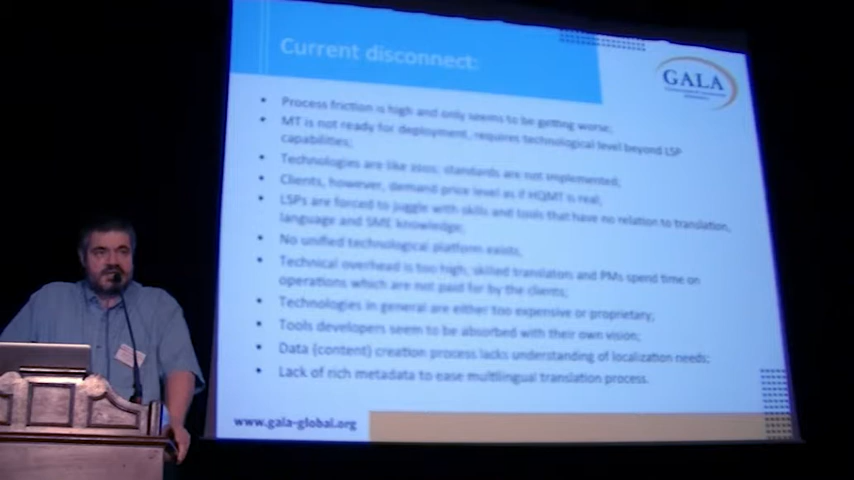 Current disconnect:
GALA
• Process friction is high and only seems to be getting worse;
• MT is not ready for deployment, requires technological level beyond LSP
capabilities;
• Technologies are like silos; standards are not implemented;
• Clients, however, demand price level as if HQMT is real;
• LSPs are forced to juggle with skills and tools that have no relation to translation,
language and SME knowledge;
• No unified technological platform exists,
• Technical overhead is too high; skilled translators and PMs spend time on
operations which are not paid for by the clients;
• Technologies in general are either too expensive or proprietary;
• Tools developers seem to be absorbed with their own vision;
• Data (content) creation process lacks understanding of localization needs;
• Lack of rich metadata to ease multilingual translation process.
www.gala-global.org